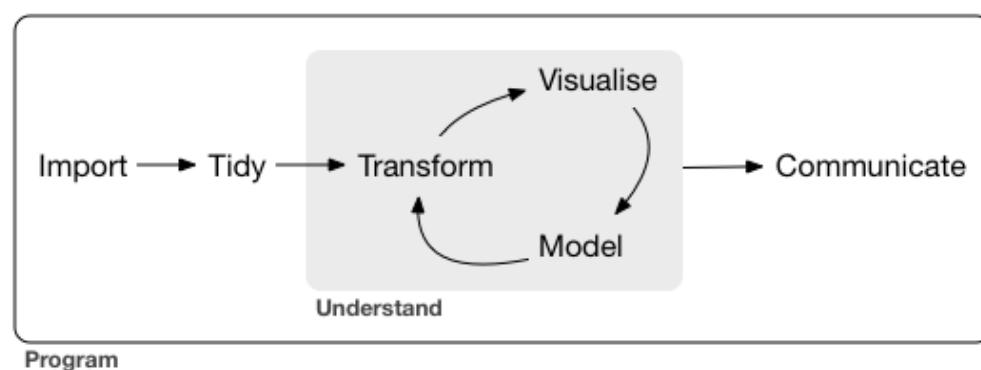 Visualise
Import
Tidy
Transform
Communicate
Model
Understand
Program